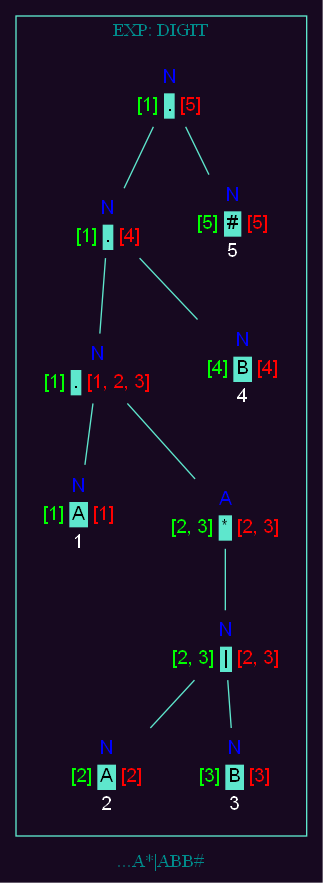 EXP: DIGIT
N
[1] . [5]
N
[1] . [4]
N
[5] # [5]
5
N
[1] . [1, 2, 3]
N
[4] B [4]
4
N
[1] A [1]
1
A
[2, 3] * [2, 3]
N
[2, 3] | [2, 3]
N
[2] A [2]
2
N
[3] B [3]
3
...A*|ABB#